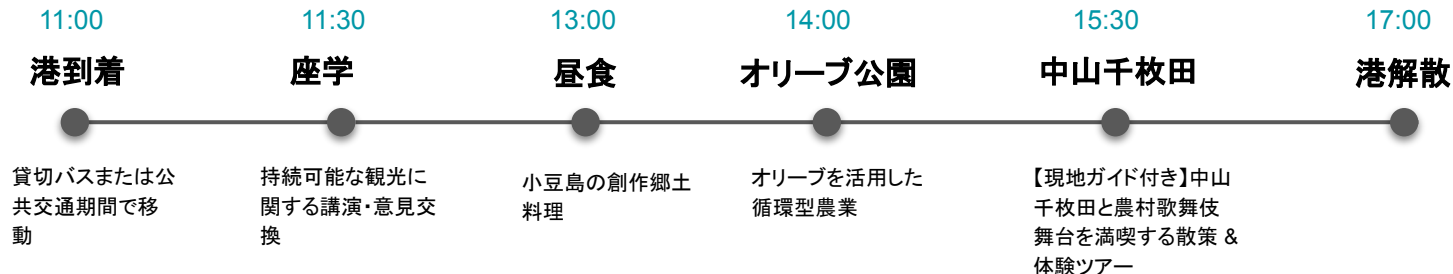 11:00
11:30
13:00
14:00
15:30
17:00
港到着
座学
昼食
オリーブ公園
中山千枚田
港解散
貸切バスまたは公
共交通期間で移
動
持続可能な観光に
関する講演・意見交
換
小豆島の創作郷土
料理
オリーブを活用した
循環型農業
【現地ガイド付き】中山
千枚田と農村歌舞伎
舞台を満喫する散策 &
体験ツアー